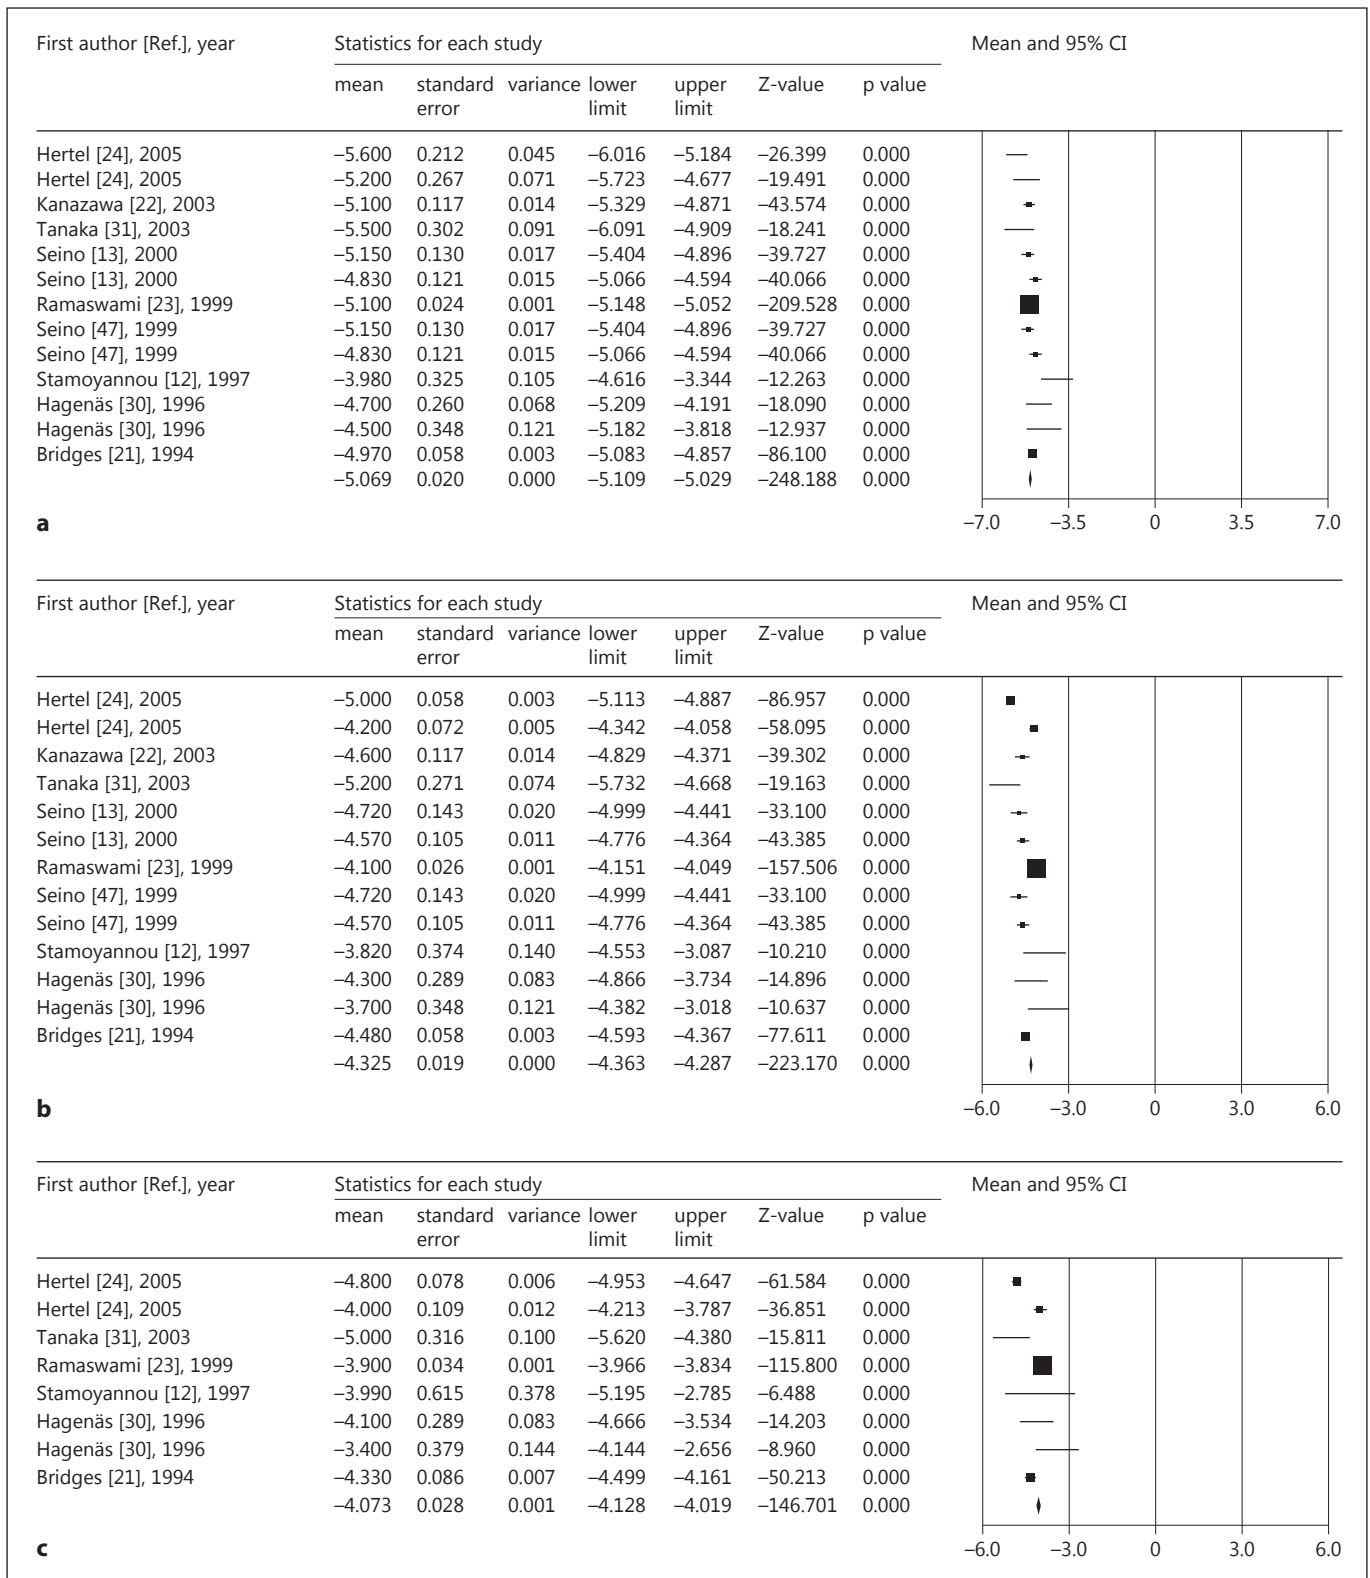 First author [Ref.], year Statistics for each study Mean and 95% CI
mean standard error variance lower limit upper limit Z-value p value
Hertel [24], 2005 –5.600 0.212 0.045 –6.016 –5.184 –26.399 0.000
Hertel [24], 2005 –5.200 0.267 0.071 –5.723 –4.677 –19.491 0.000
Kanazawa [22], 2003 –5.100 0.117 0.014 –5.329 –4.871 –43.574 0.000
Tanaka [31], 2003 –5.500 0.302 0.091 –6.091 –4.909 –18.241 0.000
Seino [13], 2000 –5.150 0.130 0.017 –5.404 –4.896 –39.727 0.000
Seino [13], 2000 –4.830 0.121 0.015 –5.066 –4.594 –40.066 0.000
Ramaswami [23], 1999 –5.100 0.024 0.001 –5.148 –5.052 –209.528 0.000
Seino [47], 1999 –5.150 0.130 0.017 –5.404 –4.896 –39.727 0.000
Seino [47], 1999 –4.830 0.121 0.015 –5.066 –4.594 –40.066 0.000
Stamoyannou [12], 1997 –3.980 0.325 0.105 –4.616 –3.344 –12.263 0.000
Hagenäs [30], 1996 –4.700 0.260 0.068 –5.209 –4.191 –18.090 0.000
Hagenäs [30], 1996 –4.500 0.348 0.121 –5.182 –3.818 –12.937 0.000
Bridges [21], 1994 –4.970 0.058 0.003 –5.083 –4.857 –86.100 0.000
–5.069 0.020 0.000 –5.109 –5.029 –248.188 0.000
a –7.0 –3.5 0 3.5 7.0
First author [Ref.], year Statistics for each study Mean and 95% CI
mean standard error variance lower limit upper limit Z-value p value
Hertel [24], 2005 –5.000 0.058 0.003 –5.113 –4.887 –86.957 0.000
Hertel [24], 2005 –4.200 0.072 0.005 –4.342 –4.058 –58.095 0.000
Kanazawa [22], 2003 –4.600 0.117 0.014 –4.829 –4.371 –39.302 0.000
Tanaka [31], 2003 –5.200 0.271 0.074 –5.732 –4.668 –19.163 0.000
Seino [13], 2000 –4.720 0.143 0.020 –4.999 –4.441 –33.100 0.000
Seino [13], 2000 –4.570 0.105 0.011 –4.776 –4.364 –43.385 0.000
Ramaswami [23], 1999 –4.100 0.026 0.001 –4.151 –4.049 –157.506 0.000
Seino [47], 1999 –4.720 0.143 0.020 –4.999 –4.441 –33.100 0.000
Seino [47], 1999 –4.570 0.105 0.011 –4.776 –4.364 –43.385 0.000
Stamoyannou [12], 1997 –3.820 0.374 0.140 –4.553 –3.087 –10.210 0.000
Hagenäs [30], 1996 –4.300 0.289 0.083 –4.866 –3.734 –14.896 0.000
Hagenäs [30], 1996 –3.700 0.348 0.121 –4.382 –3.018 –10.637 0.000
Bridges [21], 1994 –4.480 0.058 0.003 –4.593 –4.367 –77.611 0.000
–4.325 0.019 0.000 –4.363 –4.287 –223.170 0.000
b –6.0 –3.0 0 3.0 6.0
First author [Ref.], year Statistics for each study Mean and 95% CI
mean standard error variance lower limit upper limit Z-value p value
Hertel [24], 2005 –4.800 0.078 0.006 –4.953 –4.647 –61.584 0.000
Hertel [24], 2005 –4.000 0.109 0.012 –4.213 –3.787 –36.851 0.000
Tanaka [31], 2003 –5.000 0.316 0.100 –5.620 –4.380 –15.811 0.000
Ramaswami [23], 1999 –3.900 0.034 0.001 –3.966 –3.834 –115.800 0.000
Stamoyannou [12], 1997 –3.990 0.615 0.378 –5.195 –2.785 –6.488 0.000
Hagenäs [30], 1996 –4.100 0.289 0.083 –4.666 –3.534 –14.203 0.000
Hagenäs [30], 1996 –3.400 0.379 0.144 –4.144 –2.656 –8.960 0.000
Bridges [21], 1994 –4.330 0.086 0.007 –4.499 –4.161 –50.213 0.000
–4.073 0.028 0.001 –4.128 –4.019 –146.701 0.000
c –6.0 –3.0 0 3.0 6.0